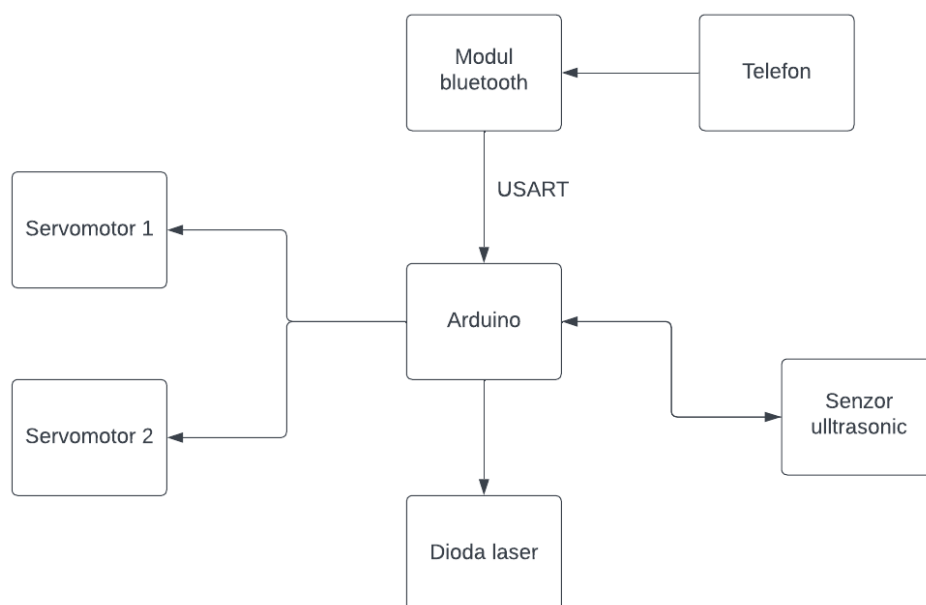 Modul
bluetooth
Telefon
USART
Servomotor 1
Arduino
Servomotor 2
Senzor
ulltrasonic
Dioda laser